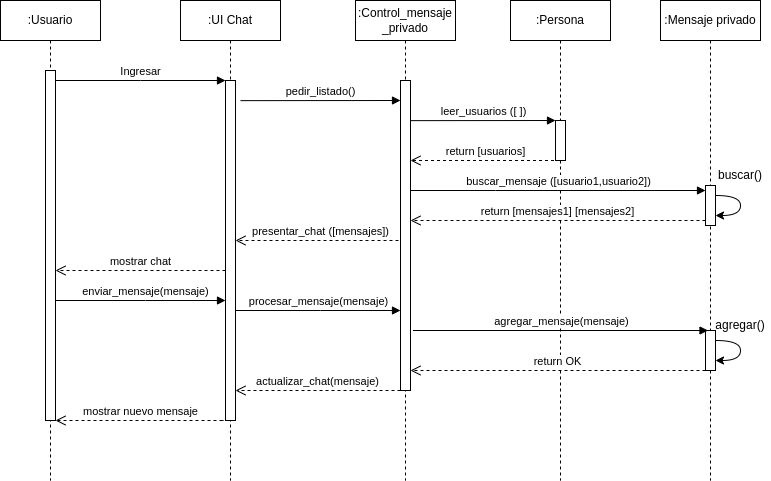 :Usuario
:UI Chat
:Control_mensaje
_privado
:Persona
:Mensaje privado
Ingresar
pedir_listado()
leer_usuarios ([ ])
return [usuarios]
buscar()
buscar_mensaje ([usuario1,usuario2])
return [mensajes1] [mensjes2]
presentar_chat ([mensajes])
mostrar chat
enviar_mensaje(mensaje)
procesar_mensaje(mensaje)
agregar_mensaje(mensaje)
agregar()
return OK
actualizar_chat(mensaje)
mostrar nuevo mensaje